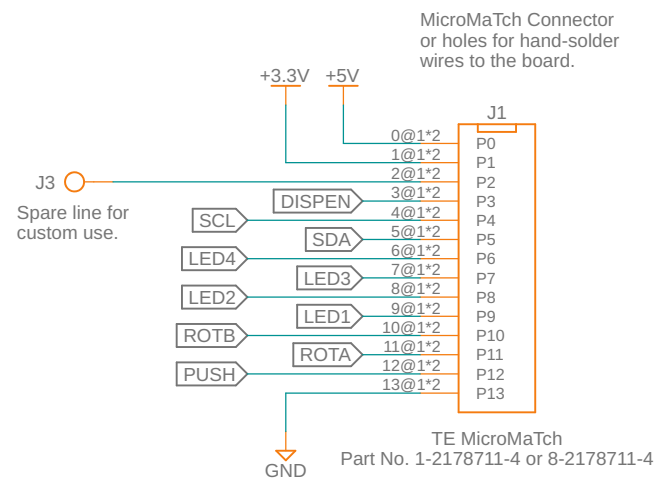 MicroMaTch Connector
or holes for hand-solder
wires to the board.
+3.3V +5V
J1
0@1*2 P0
1@1*2 P1
J3 2@1*2 P2
Spare line for
custom use.
DISPEN 3@1*2 P3
SCL 4@1*2 P4
SDA 5@1*2 P5
LED4 6@1*2 P6
LED3 7@1*2 P7
LED2 8@1*2 P8
LED1 9@1*2 P9
ROTB 10@1*2 P10
ROTA 11@1*2 P11
PUSH 12@1*2 P12
13@1*2 P13
GND
TE MicroMaTch
Part No. 1-2178711-4 or 8-2178711-4